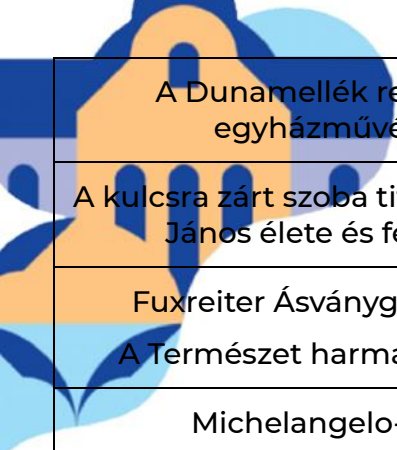 A Dunamellék re
egyházművé
A kulcsra zárt szoba ti
János élete és fe
Fuxreiter Ásványg
A Természet harma
Michelangelo-